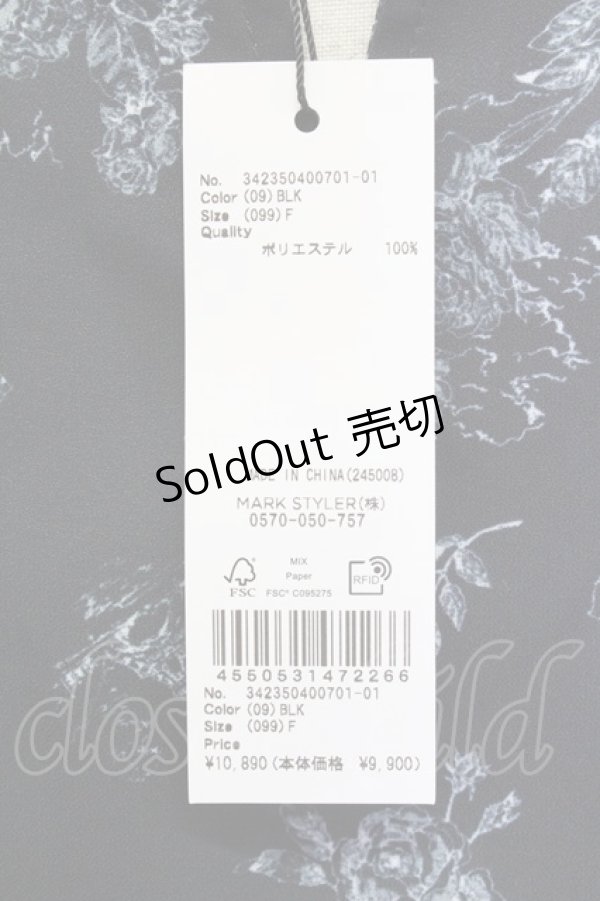 No. 342350400701-01
Color (09) BLK
Size (099) F
Quality
ポリエステル 100%
SoldOut 売切
MADE IN CHINA(245008)
MARK STYLER(株)
0570-050-757
MIX
Paper
FSC® C095275
FSC
RFID
4550531472266
No. 342350400701-01
Color (09) BLK
Size (099) F
Price
¥10,890(本体価格 ¥9,900)